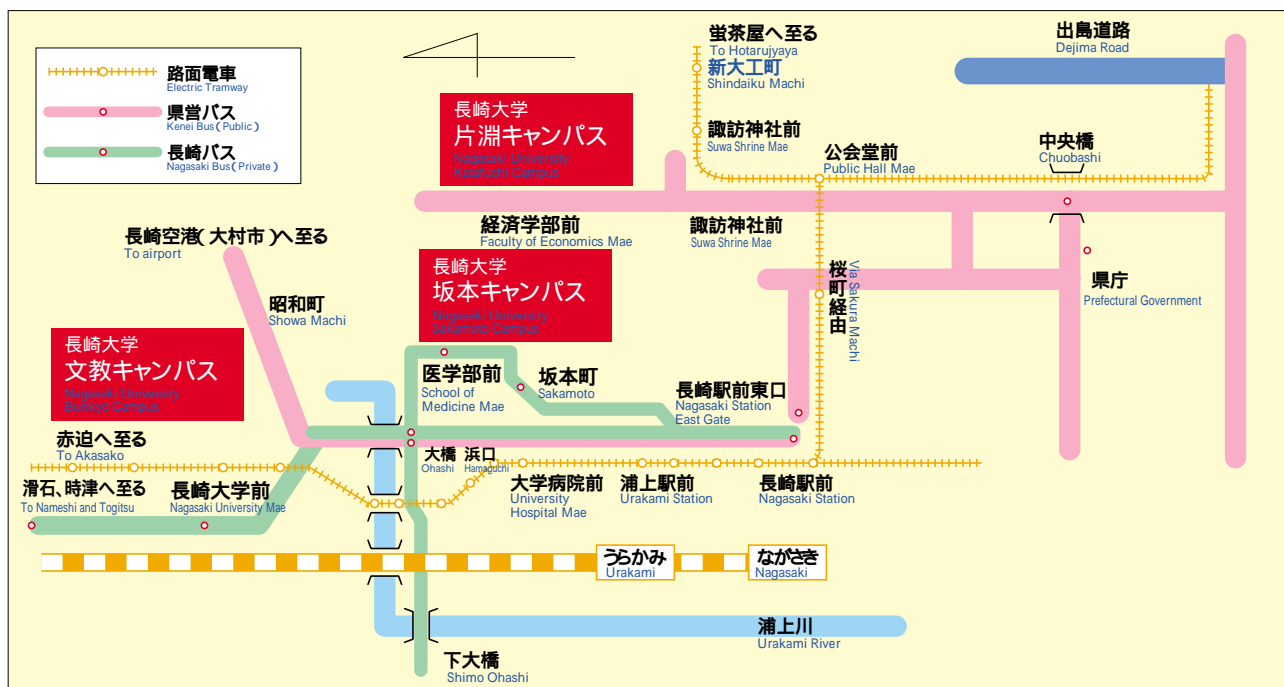 路面電車
Electric Tramway
県営バス
Kenei Bus(Public)
長崎バス
Nagasaki Bus(Private)
蛍茶屋へ至る
To Hotarujyaya
新大工町
Shindaiku Machi
出島道路
Dejima Road
長崎大学
片淵キャンパス
Nagasaki University
Katafuchi Campus
諏訪神社前
Suwa Shrine Mae
公会堂前
Public Hall Mae
中央橋
Chuobashi
経済学部前
Faculty of Economics Mae
諏訪神社前
Suwa Shrine Mae
長崎空港(大村市)へ至る
To airport
長崎大学
坂本キャンパス
Nagasaki University
Sakamoto Campus
桜町経由
Via Sakura Machi
県庁
Prefectural Government
昭和町
Showa Machi
長崎大学
文教キャンパス
Nagasaki University
Bunkyo Campus
医学部前
School of
Medicine Mae
坂本町
Sakamoto
長崎駅前東口
Nagasaki Station
East Gate
赤迫へ至る
To Akasako
大橋
Ohashi
浜口
Hamaguchi
滑石、時津へ至る
To Nameshi and Togitsu
長崎大学前
Nagasaki University Mae
大学病院前
University
Hospital Mae
浦上駅前
Urakami Station
長崎駅前
Nagasaki Station
うらかみ
Urakami
ながさき
Nagasaki
浦上川
Urakami River
下大橋
Shimo Ohashi